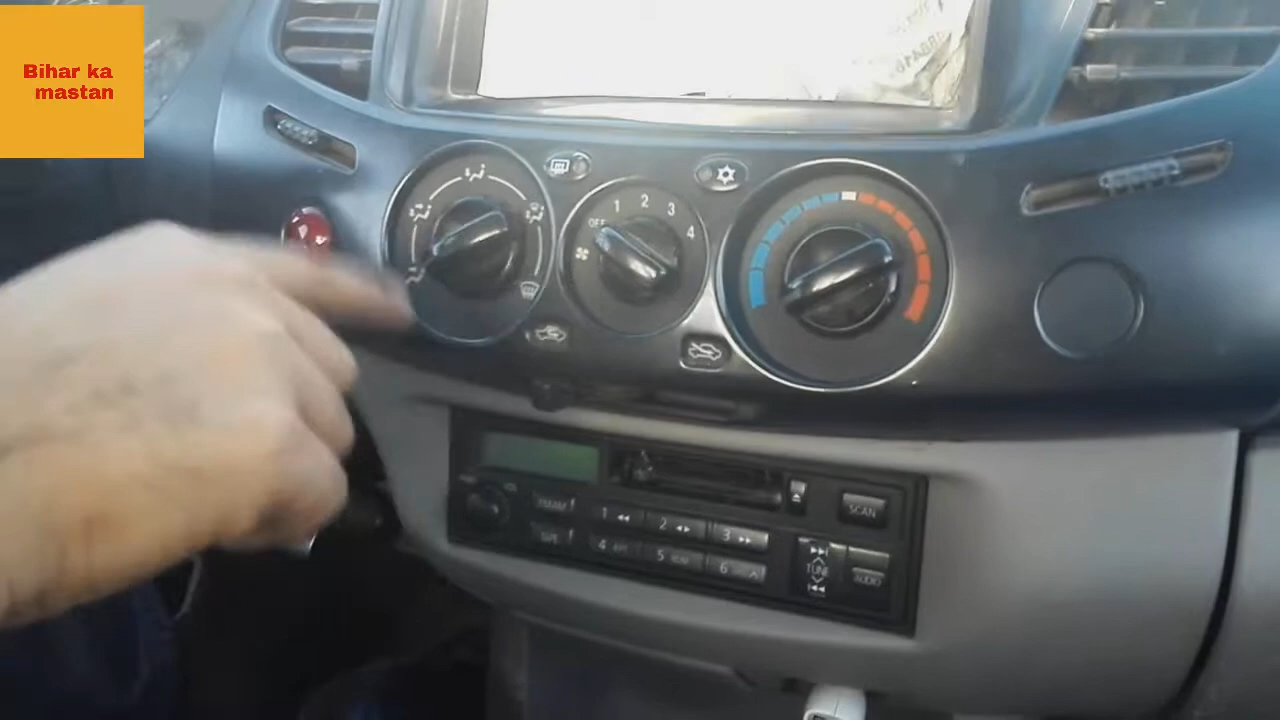 Bihar ka
mastan
1 2 3 4
OFF
SCAN
1 2 3
4 5 6
TUNE
AUDIO